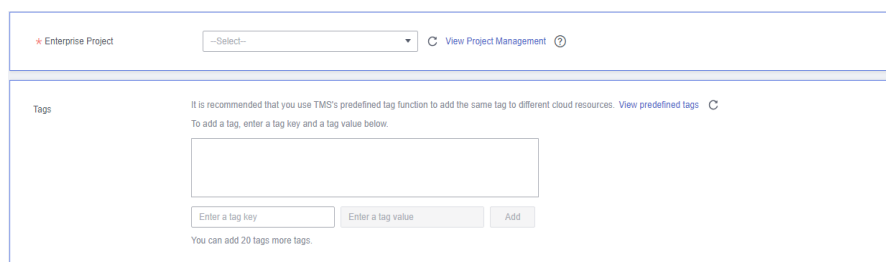 * Enterprise Project --Select-- View Project Management ?
Tags It is recommended that you use TMS's predefined tag function to add the same tag to different cloud resources. View predefined tags
To add a tag, enter a tag key and a tag value below.
Enter a tag key Enter a tag value Add
You can add 20 tags more tags.